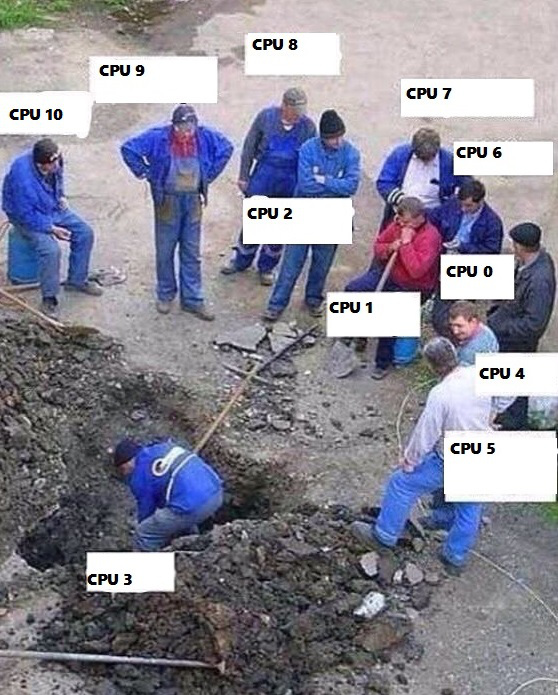 CPU 8
CPU 9
CPU 7
CPU 10
CPU 6
CPU 2
CPU 0
CPU 1
CPU 4
CPU 5
CPU 3